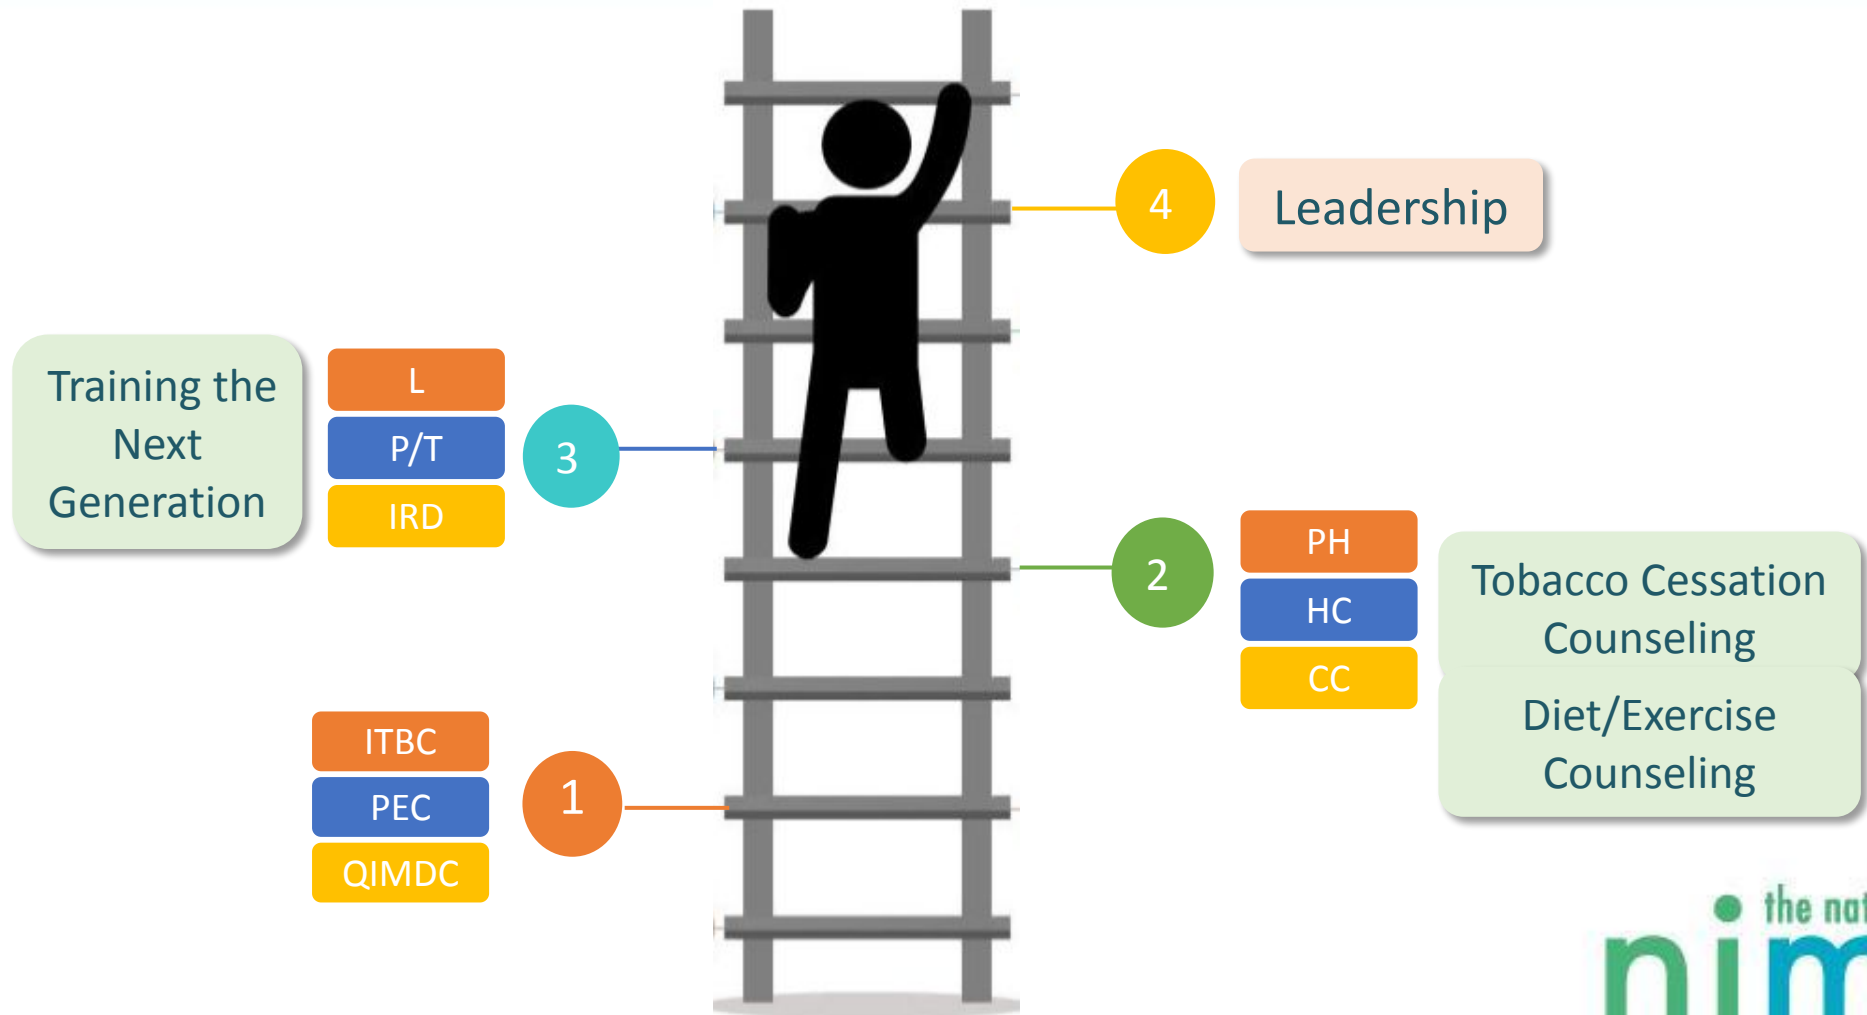 4
Leadership
Training the
Next
Generation
L
P/T
IRD
3
2
PH
HC
CC
Tobacco Cessation
Counseling
Diet/Exercise
Counseling
ITBC
PEC
QIMDC
1
the nat
nim